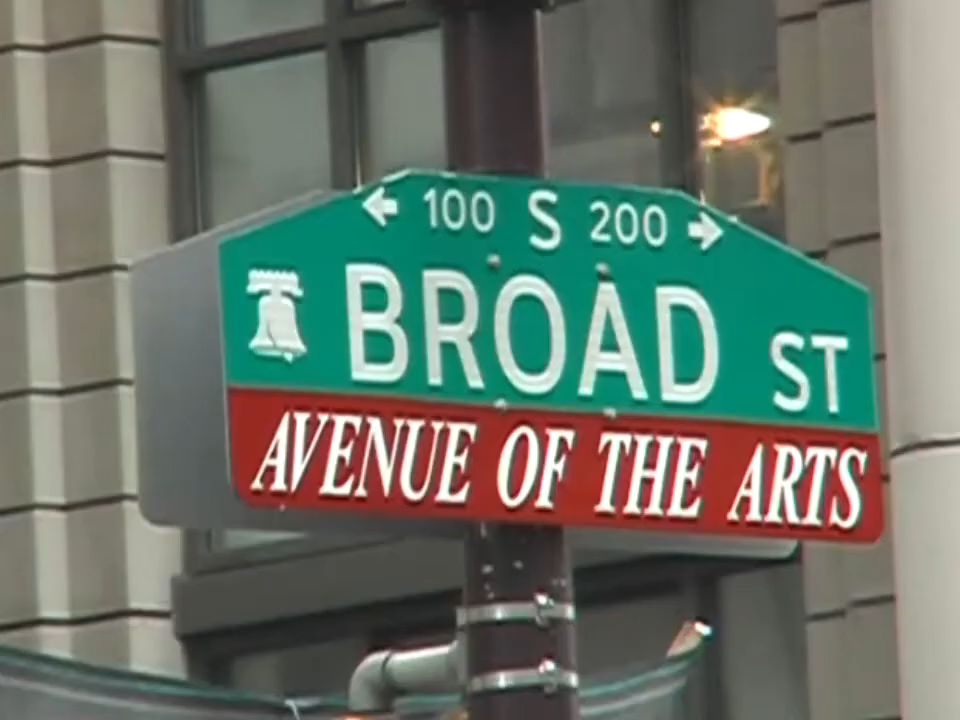 ← 100 S 200 →
BROAD ST
AVENUE OF THE ARTS